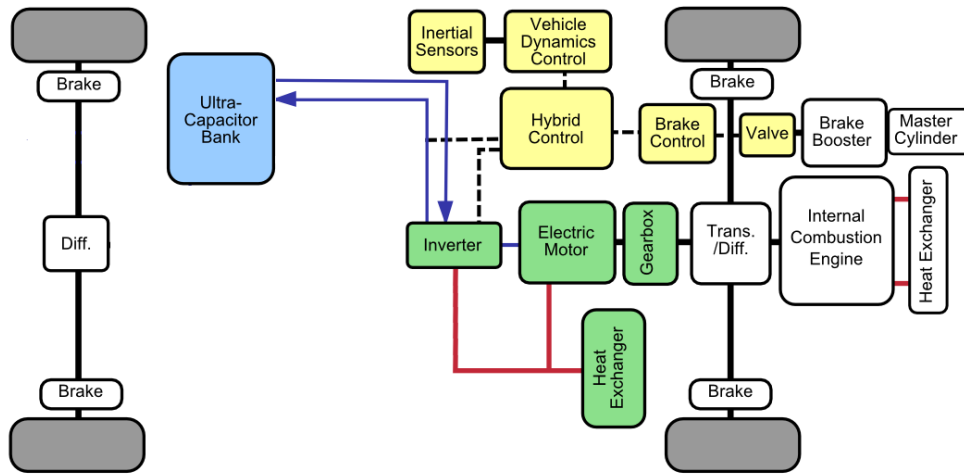 Inertial
Sensors
Vehicle
Dynamics
Control
Brake
Brake
Ultra-
Capacitor
Bank
Hybrid
Control
Brake
Control
Valve
Brake
Booster
Master
Cylinder
Diff.
Inverter
Electric
Motor
Gearbox
Trans.
/Diff.
Internal
Combustion
Engine
Heat Exchanger
Heat
Exchanger
Brake
Brake